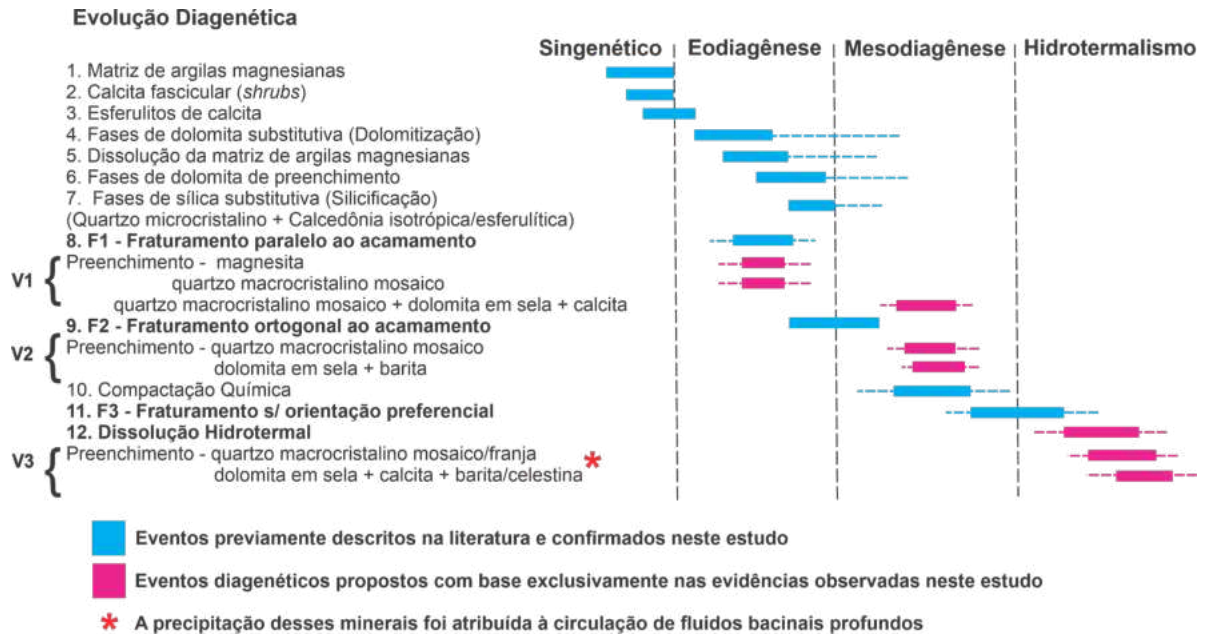 Evolução Diagenética
Singenético Eodiagênese Mesodiagênese Hidrotermalismo
1. Matriz de argilas magnesianas
2. Calcita fascicular (shrubs)
3. Esferulitos de calcita
4. Fases de dolomita substitutiva (Dolomitização)
5. Dissolução da matriz de argilas magnesianas
6. Fases de dolomita de preenchimento
7. Fases de sílica substitutiva (Silicificação)
(Quartzo microcristalino + Calcedônia isotrópica/esferulítica)
8. F1 - Fraturamento paralelo ao acamamento
V1 { Preenchimento - magnesita
quartzo macrocristalino mosaico
quartzo macrocristalino mosaico + dolomita em sela + calcita
9. F2 - Fraturamento ortogonal ao acamamento
V2 { Preenchimento - quartzo macrocristalino mosaico
dolomita em sela + barita
10. Compactação Química
11. F3 - Fraturamento s/ orientação preferencial
12. Dissolução Hidrotermal
V3 { Preenchimento - quartzo macrocristalino mosaico/franja
dolomita em sela + calcita + barita/celestina *
Eventos previamente descritos na literatura e confirmados neste estudo
Eventos diagenéticos propostos com base exclusivamente nas evidências observadas neste estudo
* A precipitação desses minerais foi atribuída à circulação de fluidos bacinais profundos